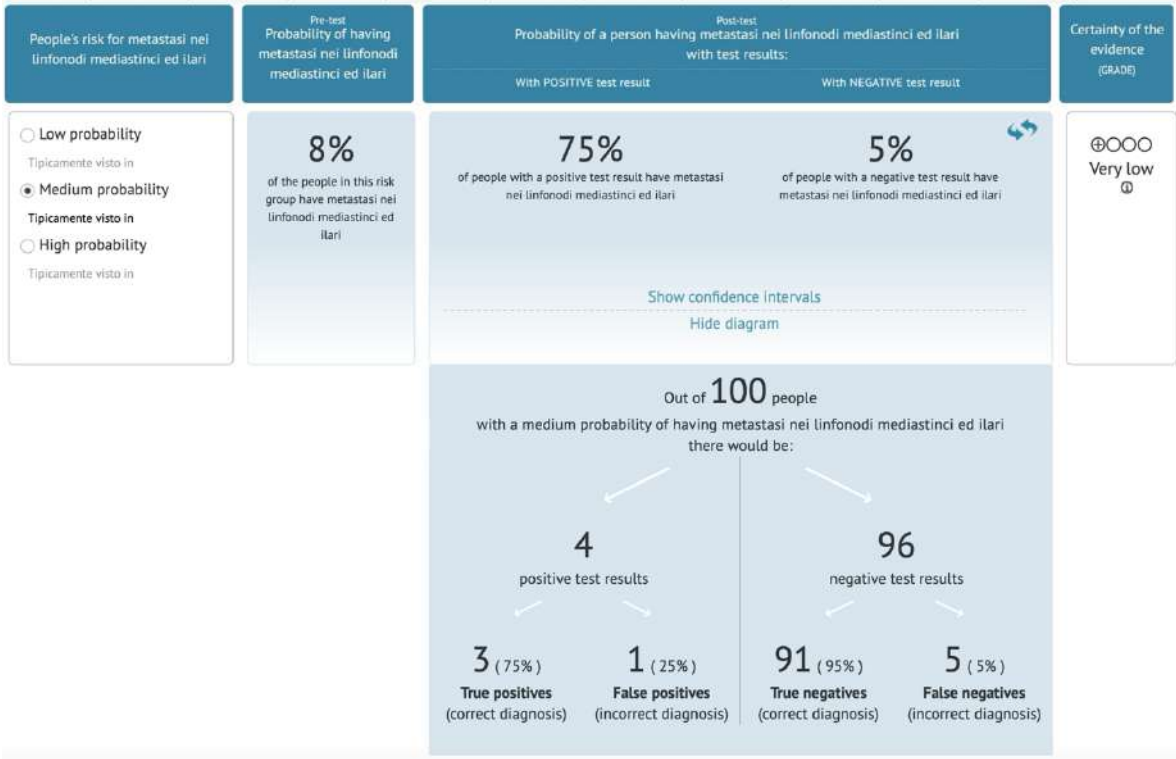 People's risk for metastasi nei
linfonodi mediastinci ed ilari
Pre-test
Probability of having
metastasi nei linfonodi
mediastinci ed ilari
Post-test
Probability of a person having metastasi nei linfonodi mediastinci ed ilari
with test results:
With POSITIVE test result
With NEGATIVE test result
Certainty of the
evidence
(GRADE)
Low probability
Tipicamente visto in
Medium probability
Tipicamente visto in
High probability
Tipicamente visto in
8%
of the people in this risk
group have metastasi nei
linfonodi mediastinci ed
ilari
75%
of people with a positive test result have metastasi
nei linfonodi mediastinci ed ilari
5%
of people with a negative test result have
metastasi nei linfonodi mediastinci ed ilari
⊕○○○
Very low
Show confidence intervals
Hide diagram
Out of 100 people
with a medium probability of having metastasi nei linfonodi mediastinci ed ilari
there would be:
4
positive test results
96
negative test results
3 (75%)
True positives
(correct diagnosis)
1 (25%)
False positives
(incorrect diagnosis)
91 (95%)
True negatives
(correct diagnosis)
5 (5%)
False negatives
(incorrect diagnosis)